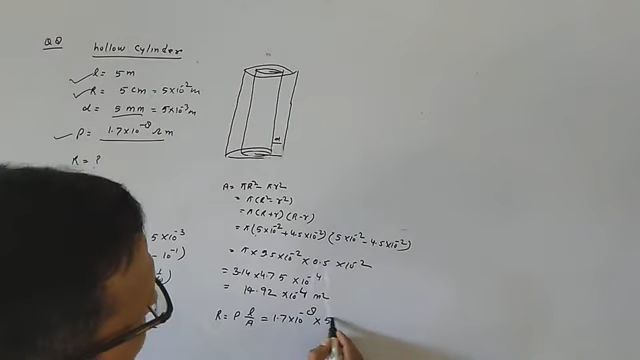 QQ hollow Cylinder
l = 5m
R = 5 cm = 5×10⁻² m
d = 5 mm = 5×10⁻³ m
ρ = 1.7×10⁻⁸ Ωm
R = ?
d
A = πR² - πr²
= π(R² - r²)
= π(R+r) (R-r)
= π(5×10⁻² + 4.5×10⁻²) (5×10⁻² - 4.5×10⁻²)
= π × 9.5×10⁻² × 0.5 × 10⁻²
= 3.14 × 4.75 × 10⁻⁴
= 14.92 × 10⁻⁴ m²
R = ρ l/A = 1.7×10⁻⁸ × 5
5 × 10⁻³
10⁻¹)